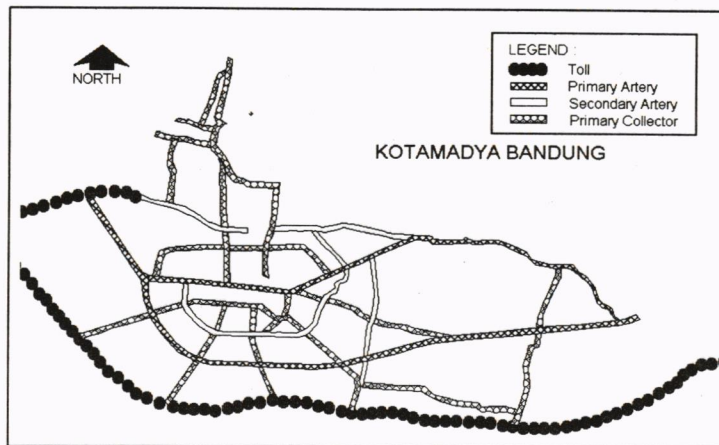 NORTH
LEGEND :
Toll
Primary Artery
Secondary Artery
Primary Collector
KOTAMADYA BANDUNG